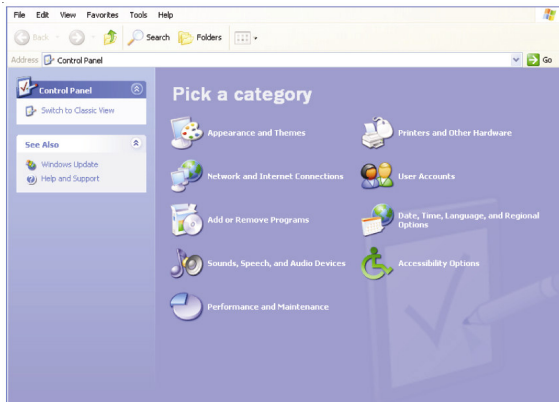 File Edit View Favorites Tools Help
Back Search Folders
Address Control Panel Go
Control Panel
Switch to Classic View
See Also
Windows Update
Help and Support
Pick a category
Appearance and Themes
Printers and Other Hardware
Network and Internet Connections
User Accounts
Add or Remove Programs
Date, Time, Language, and Regional
Options
Sounds, Speech, and Audio Devices
Accessibility Options
Performance and Maintenance